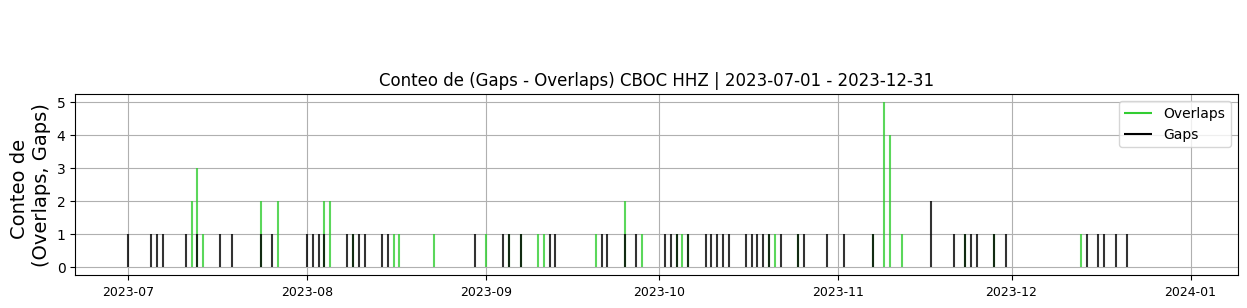 Conteo de (Gaps - Overlaps) CBOC HHZ | 2023-07-01 - 2023-12-31
Conteo de
(Overlaps, Gaps)
5
4
3
2
1
0
Overlaps
Gaps
2023-07
2023-08
2023-09
2023-10
2023-11
2023-12
2024-01